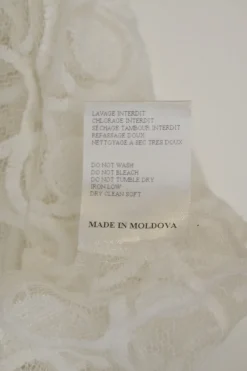 LAVAGE INTERDIT
CHLORAGE INTERDIT
SECHAGE TAMBOUR INTERDIT
REPASSAGE DOUX
NETTOYAGE A SEC TRES DOUX
DO NOT WASH
DO NOT BLEACH
DO NOT TUMBLE DRY
IRON LOW
DRY CLEAN SOFT
MADE IN MOLDOVA